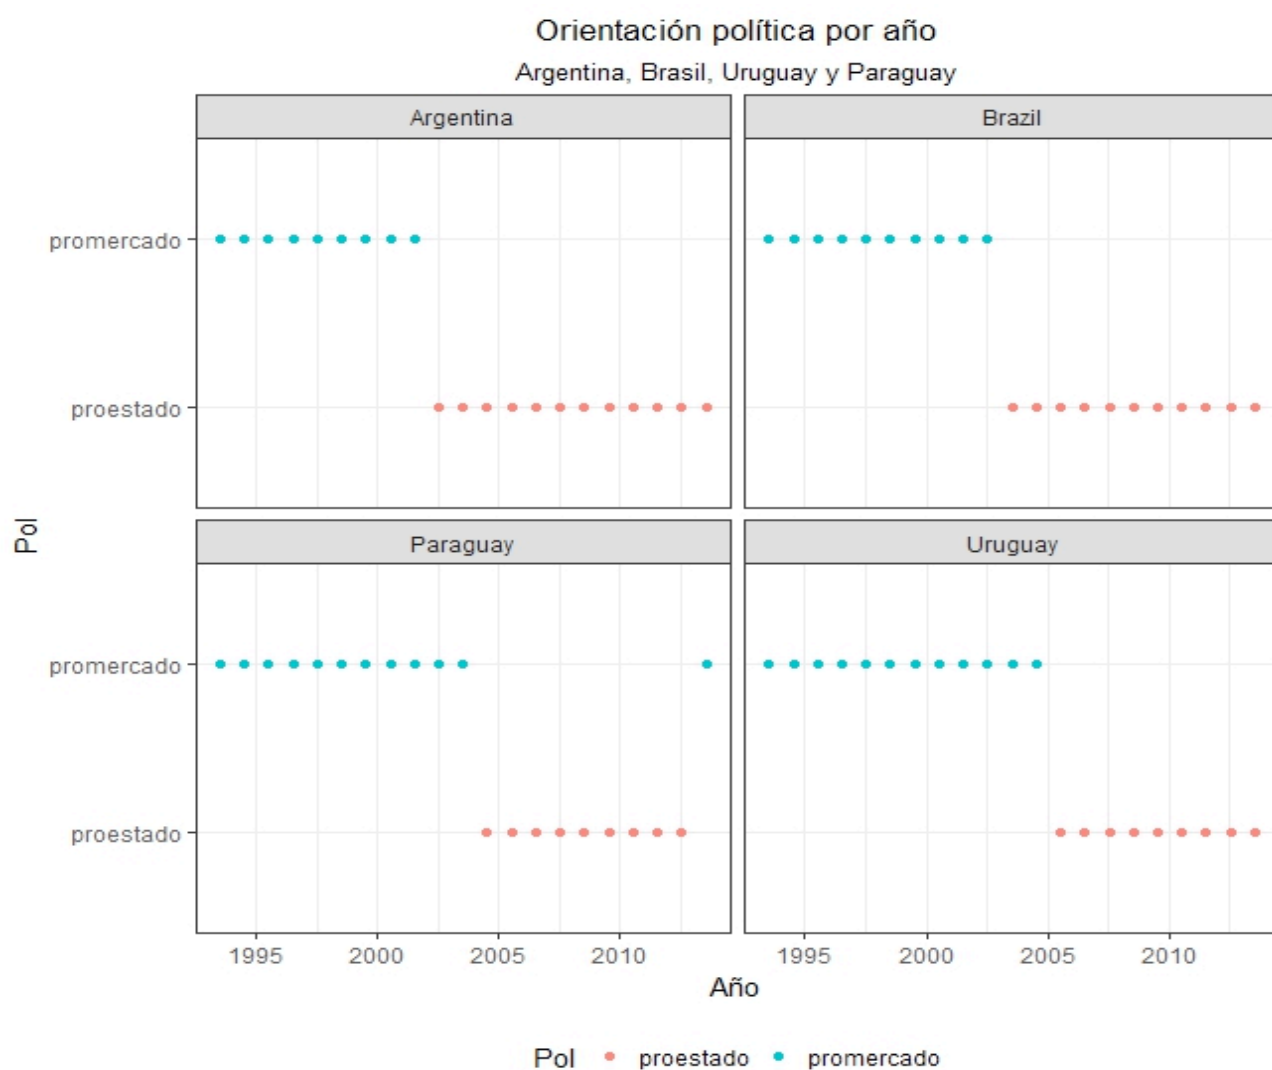 Orientación política por año
Argentina, Brasil, Uruguay y Paraguay
Argentina
Brazil
promercado
proestado
Pol
Paraguay
Uruguay
promercado
proestado
1995 2000 2005 2010
1995 2000 2005 2010
Año
Pol proestado promercado